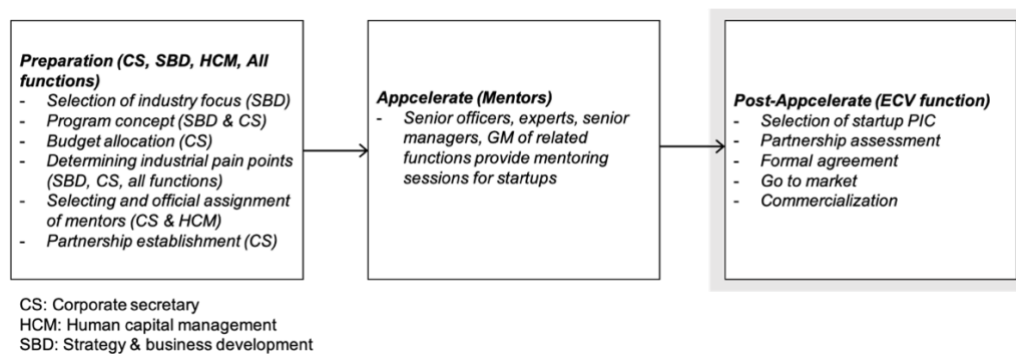 Preparation (CS, SBD, HCM, All
functions)
- Selection of industry focus (SBD)
- Program concept (SBD & CS)
- Budget allocation (CS)
- Determining industrial pain points
(SBD, CS, all functions)
- Selecting and official assignment
of mentors (CS & HCM)
- Partnership establishment (CS)
Appcelerate (Mentors)
- Senior officers, experts, senior
managers, GM of related
functions provide mentoring
sessions for startups
Post-Appcelerate (ECV function)
- Selection of startup PIC
- Partnership assessment
- Formal agreement
- Go to market
- Commercialization
CS: Corporate secretary
HCM: Human capital management
SBD: Strategy & business development